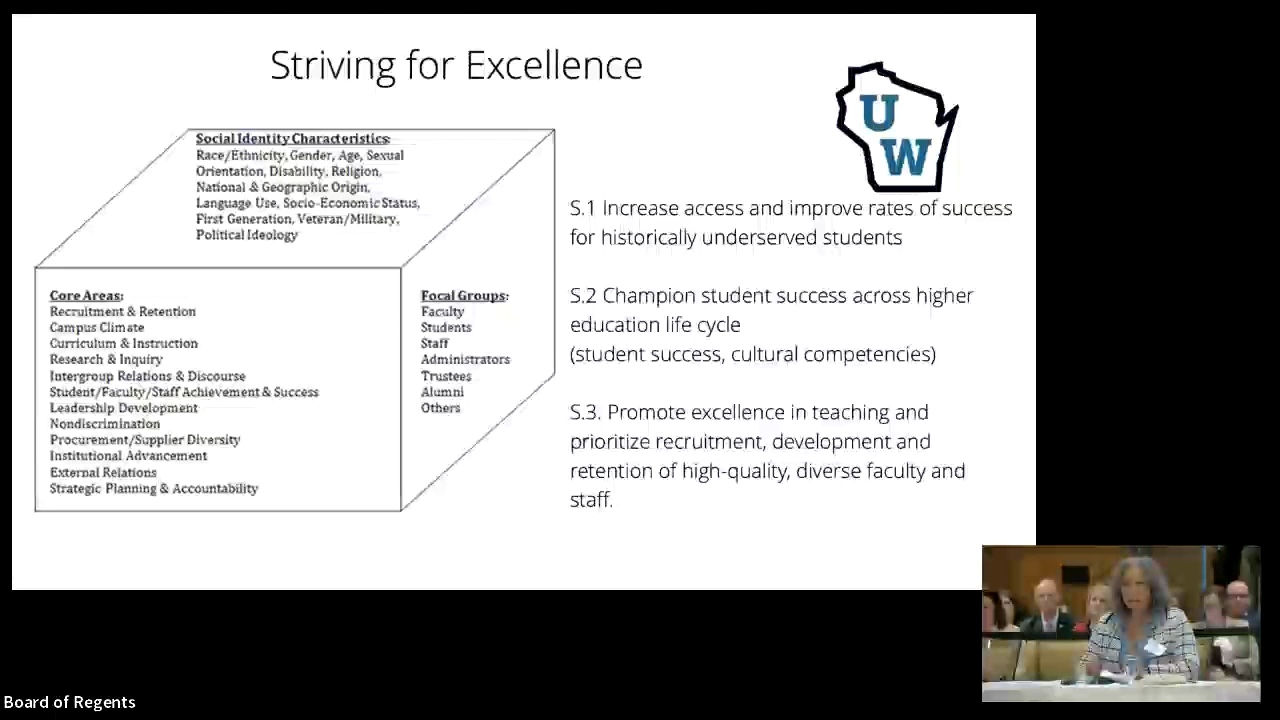 Striving for Excellence
U
W
Social Identity Characteristics:
Race/Ethnicity, Gender, Age, Sexual
Orientation, Disability, Religion,
National & Geographic Origin,
Language Use, Socio-Economic Status,
First Generation, Veteran/Military,
Political Ideology
Core Areas:
Recruitment & Retention
Campus Climate
Curriculum & Instruction
Research & Inquiry
Intergroup Relations & Discourse
Student/Faculty/Staff Achievement & Success
Leadership Development
Nondiscrimination
Procurement/Supplier Diversity
Institutional Advancement
External Relations
Strategic Planning & Accountability
Focal Groups:
Faculty
Students
Staff
Administrators
Trustees
Alumni
Others
S.1 Increase access and improve rates of success
for historically underserved students
S.2 Champion student success across higher
education life cycle
(student success, cultural competencies)
S.3. Promote excellence in teaching and
prioritize recruitment, development and
retention of high-quality, diverse faculty and
staff.
Board of Regents